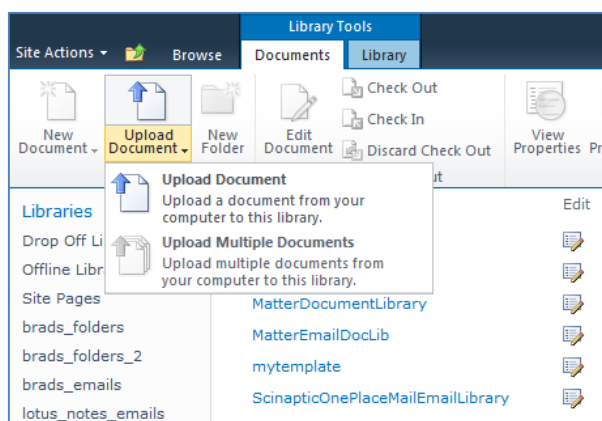 Library Tools
Site Actions
Browse
Documents
Library
New
Document
Upload
Document
New
Folder
Edit
Document
Check Out
Check In
Discard Check Out
View
Properties
Upload Document
Upload a document from your
computer to this library.
Upload Multiple Documents
Upload multiple documents from
your computer to this library.
Libraries
Edit
Drop Off Li
Offline Libr
Site Pages
brads_folders
brads_folders_2
brads_emails
lotus_notes_emails
MatterDocumentLibrary
MatterEmailDocLib
mytemplate
ScinapticOnePlaceMailEmailLibrary